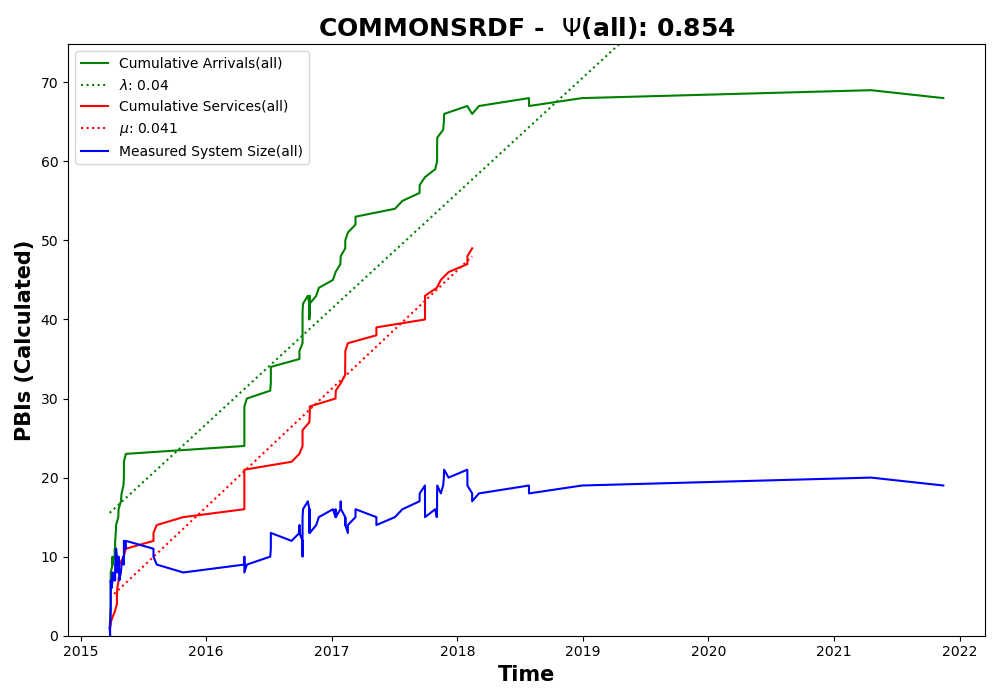 COMMONSRDF - Ψ(all): 0.854
Cumulative Arrivals(all)
λ: 0.04
Cumulative Services(all)
μ: 0.041
Measured System Size(all)
PBIs (Calculated)
70
60
50
40
30
20
10
0
2015 2016 2017 2018 2019 2020 2021 2022
Time